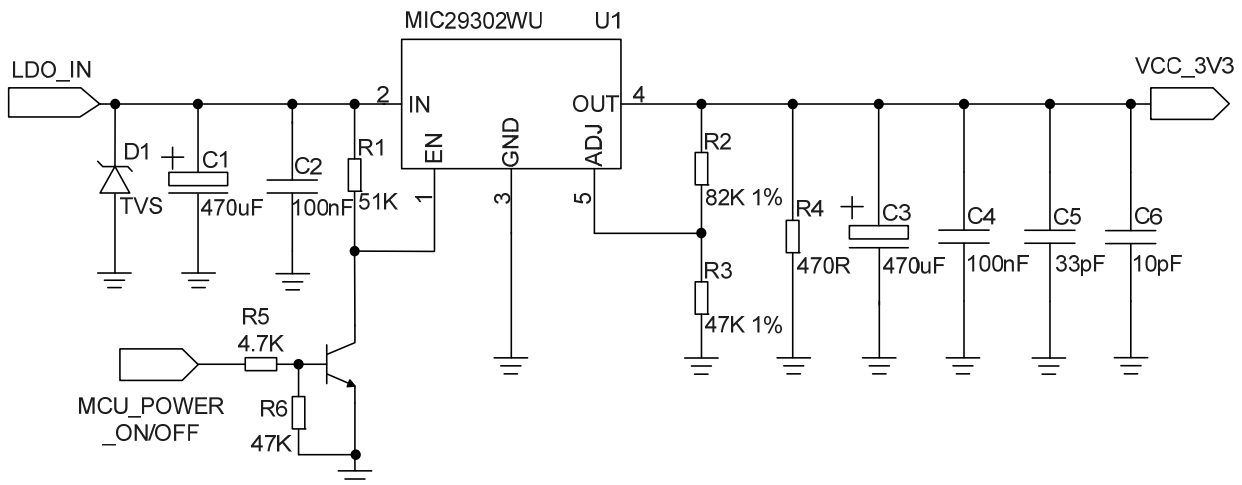 MIC29302WU U1
LDO_IN
VCC_3V3
2 IN
OUT 4
EN
GND
ADJ
1
3
5
D1
TVS
C1
470uF
C2
100nF
R1
51K
R2
82K 1%
R3
47K 1%
R4
470R
C3
470uF
C4
100nF
C5
33pF
C6
10pF
R5
4.7K
MCU_POWER
_ON/OFF
R6
47K